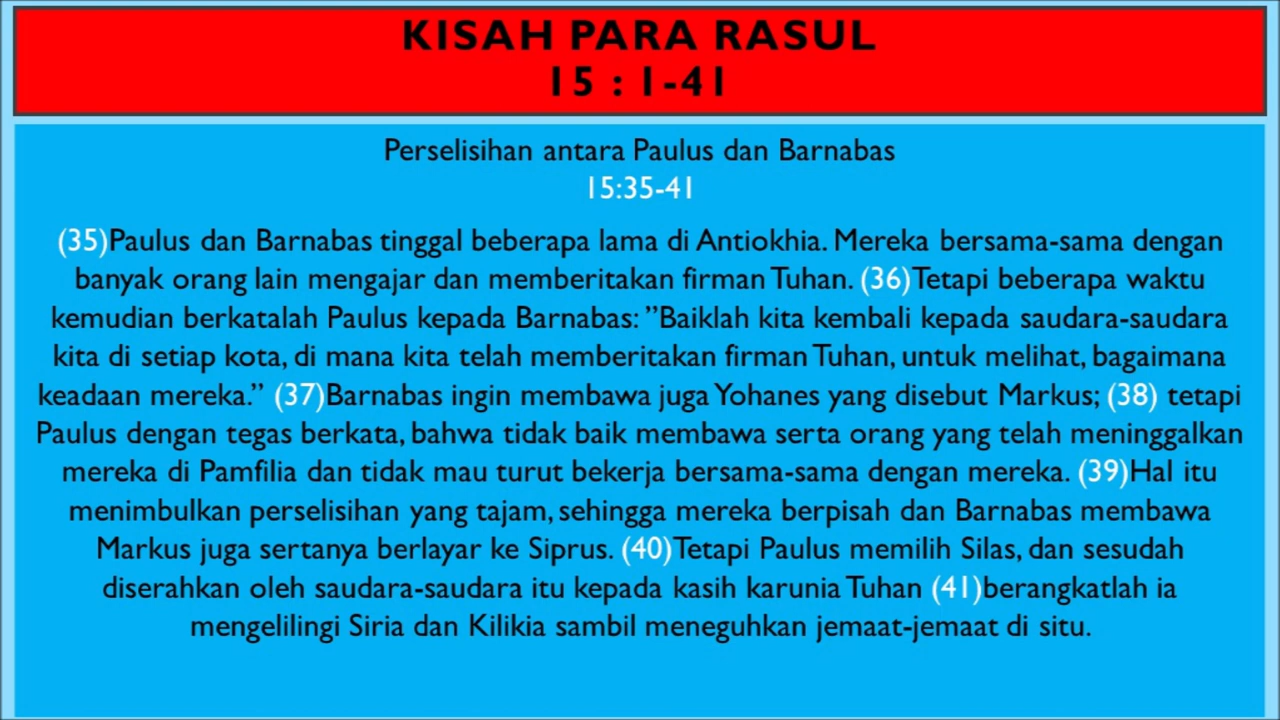 KISAH PARA RASUL
15 : 1-41
Perselisihan antara Paulus dan Barnabas
15:35-41
(35)Paulus dan Barnabas tinggal beberapa lama di Antiokhia. Mereka bersama-sama dengan
banyak orang lain mengajar dan memberitakan firman Tuhan. (36)Tetapi beberapa waktu
kemudian berkatalah Paulus kepada Barnabas: ”Baiklah kita kembali kepada saudara-saudara
kita di setiap kota, di mana kita telah memberitakan firman Tuhan, untuk melihat, bagaimana
keadaan mereka.” (37)Barnabas ingin membawa juga Yohanes yang disebut Markus; (38) tetapi
Paulus dengan tegas berkata, bahwa tidak baik membawa serta orang yang telah meninggalkan
mereka di Pamfilia dan tidak mau turut bekerja bersama-sama dengan mereka. (39)Hal itu
menimbulkan perselisihan yang tajam, sehingga mereka berpisah dan Barnabas membawa
Markus juga sertanya berlayar ke Siprus. (40)Tetapi Paulus memilih Silas, dan sesudah
diserahkan oleh saudara-saudara itu kepada kasih karunia Tuhan (41)berangkatlah ia
mengelilingi Siria dan Kilikia sambil meneguhkan jemaat-jemaat di situ.